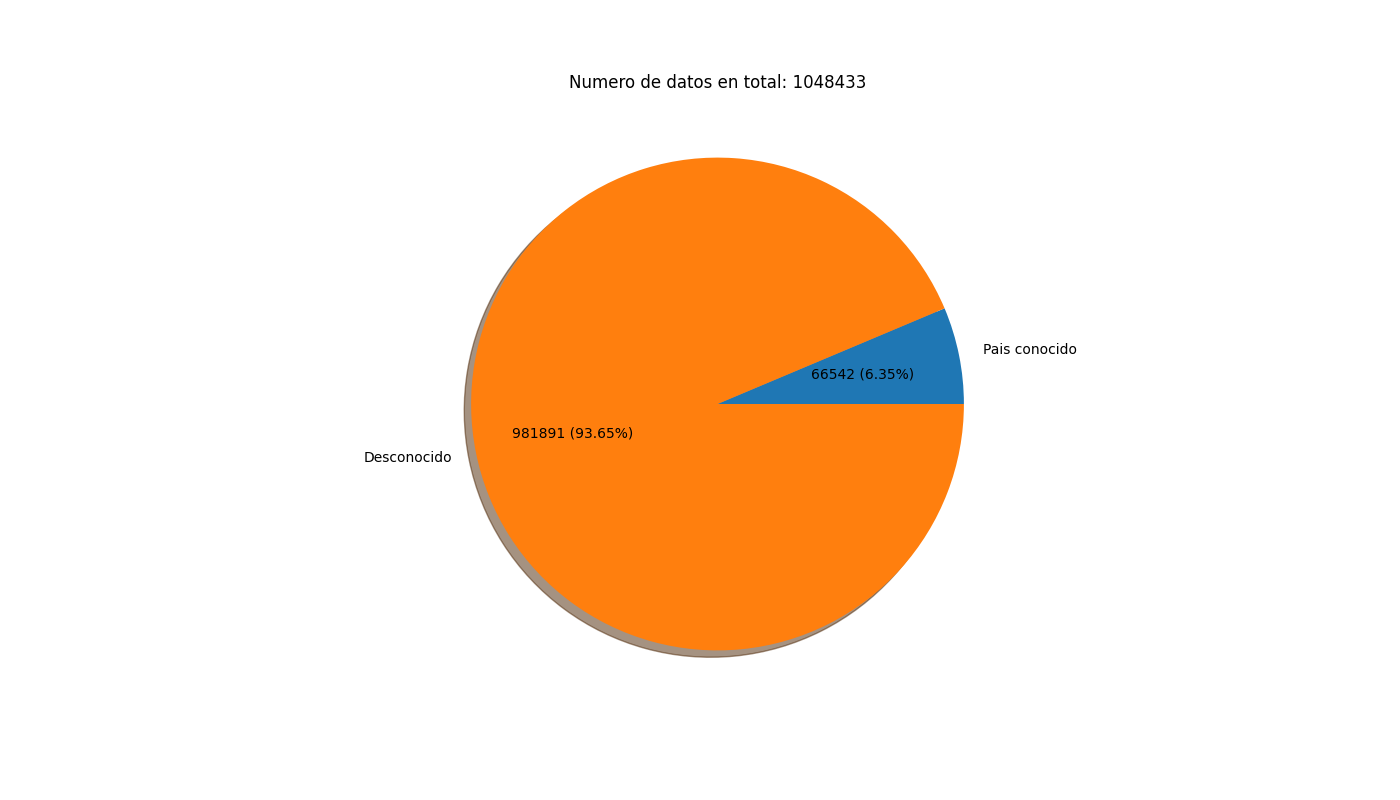 Numero de datos en total: 1048433
Pais conocido
66542 (6.35%)
981891 (93.65%)
Desconocido